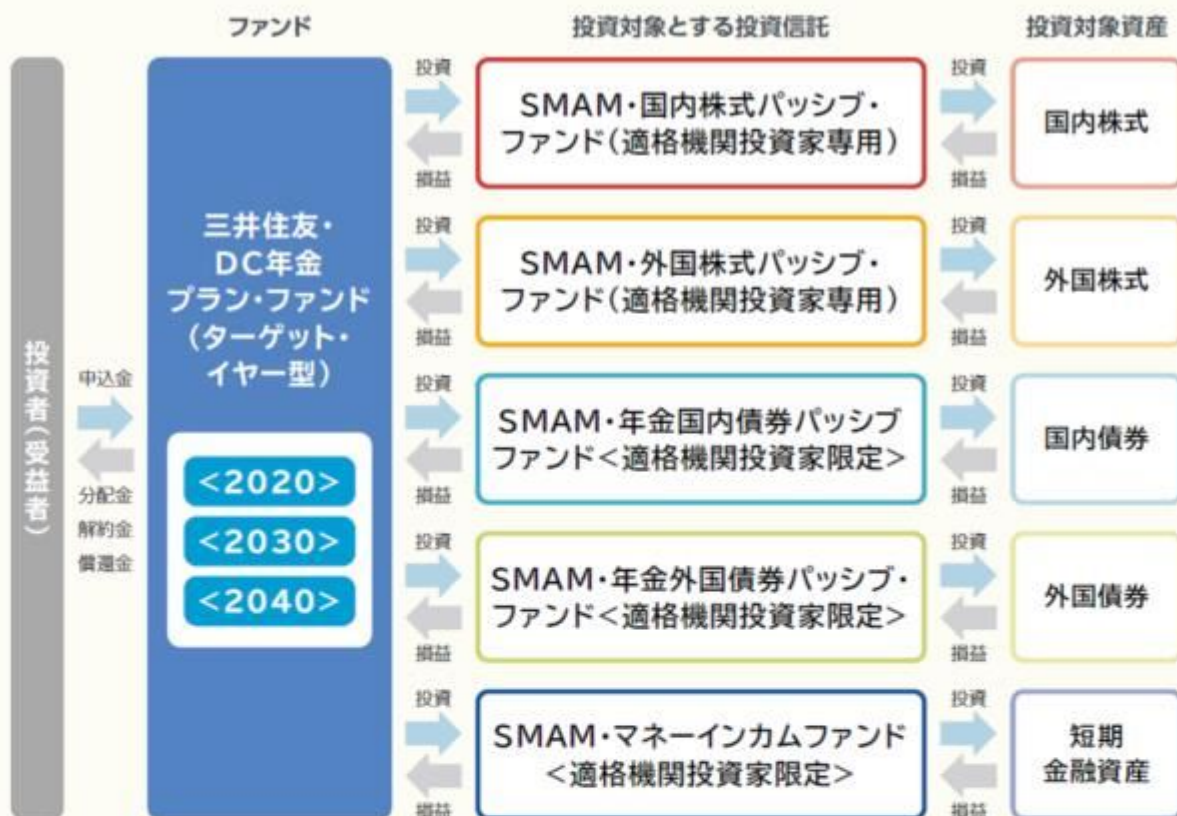 ファンド
投資対象とする投資信託
投資対象資産
投資者(受益者)
申込金
分配金
解約金
償還金
三井住友・
DC年金
プラン・ファンド
(ターゲット・
イヤー型)
<2020>
<2030>
<2040>
投資
損益
SMAM・国内株式パッシブ・
ファンド(適格機関投資家専用)
投資
損益
国内株式
投資
損益
SMAM・外国株式パッシブ・
ファンド(適格機関投資家専用)
投資
損益
外国株式
投資
損益
SMAM・年金国内債券パッシブ
ファンド<適格機関投資家限定>
投資
損益
国内債券
投資
損益
SMAM・年金外国債券パッシブ・
ファンド<適格機関投資家限定>
投資
損益
外国債券
投資
損益
SMAM・マネーインカムファンド
<適格機関投資家限定>
投資
損益
短期
金融資産